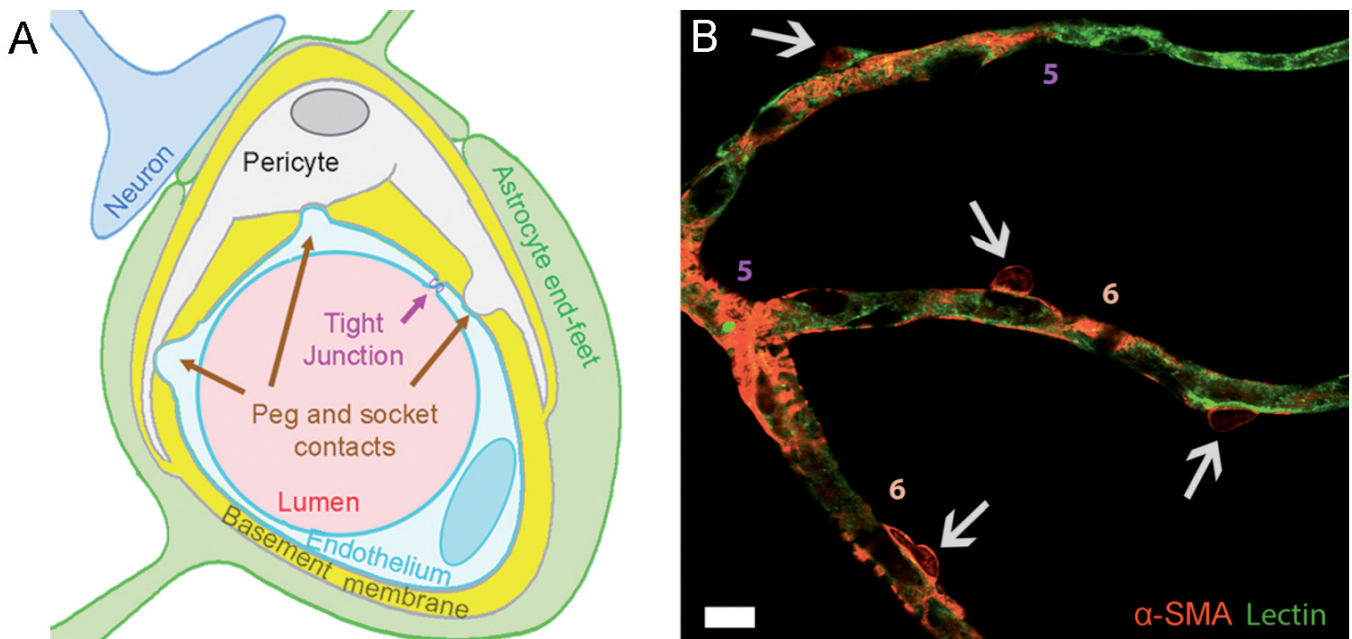 A
Neuron
Pericyte
Astrocyte end-feet
Tight
Junction
Peg and socket
contacts
Lumen
Endothelium
Basement membrane
B
5
5
6
6
α-SMA Lectin